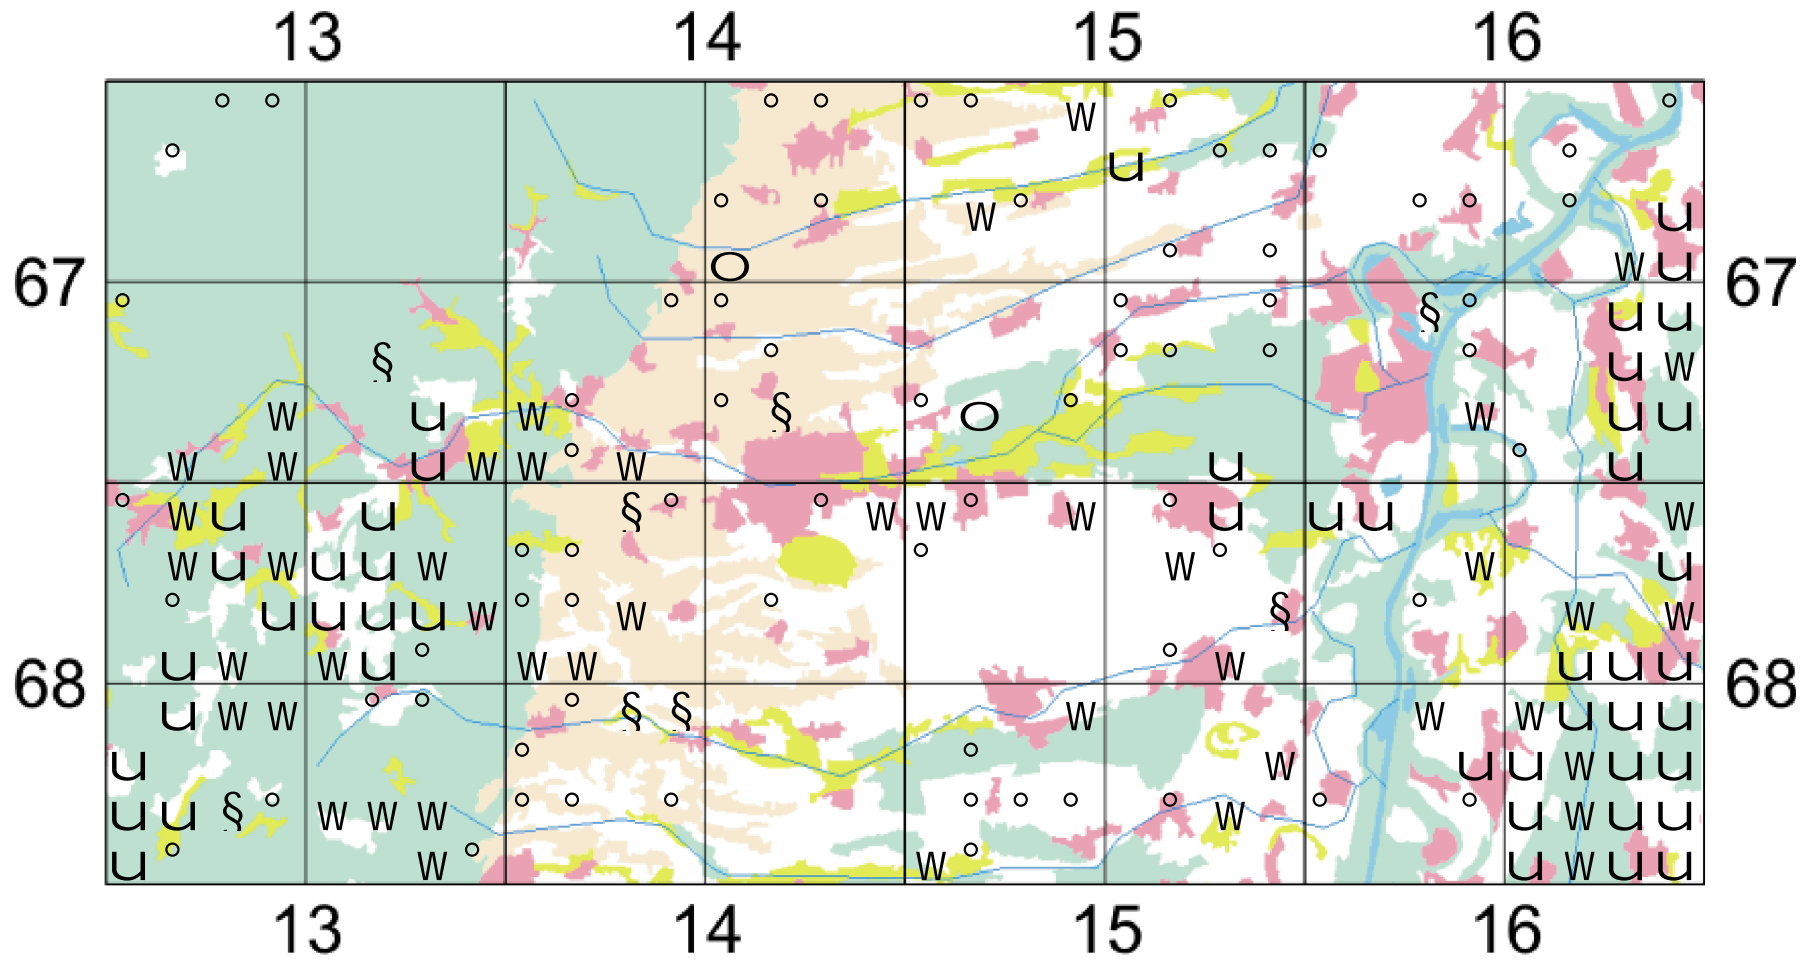 13 14 15 16
w
u
w u
O w u
67 67
§ u u
§ u w
w u w § O w u u
w w u w w w u u
w u u § w w w u u u w
w u w u u w w w u
u u u u w w § w w
u w w u w w w u u u
68 68
u w w § § w w w u u u
u w u u w u u
u u § w w w w u w u u
u w w u w u u
13 14 15 16